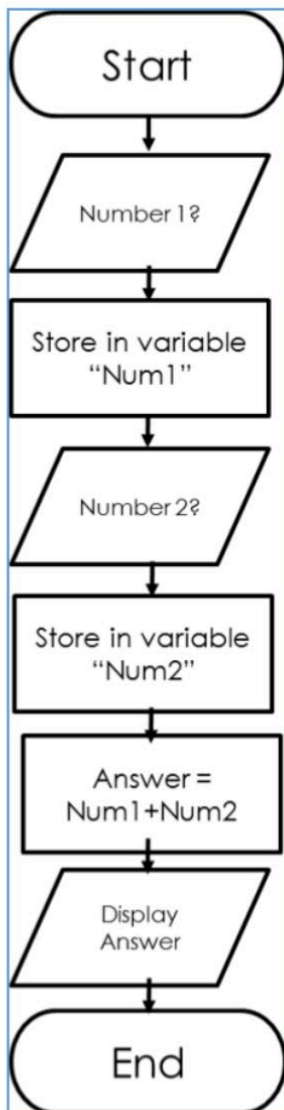 Start
Number 1?
Store in variable
“Num1”
Number 2?
Store in variable
“Num2”
Answer =
Num1+Num2
Display
Answer
End